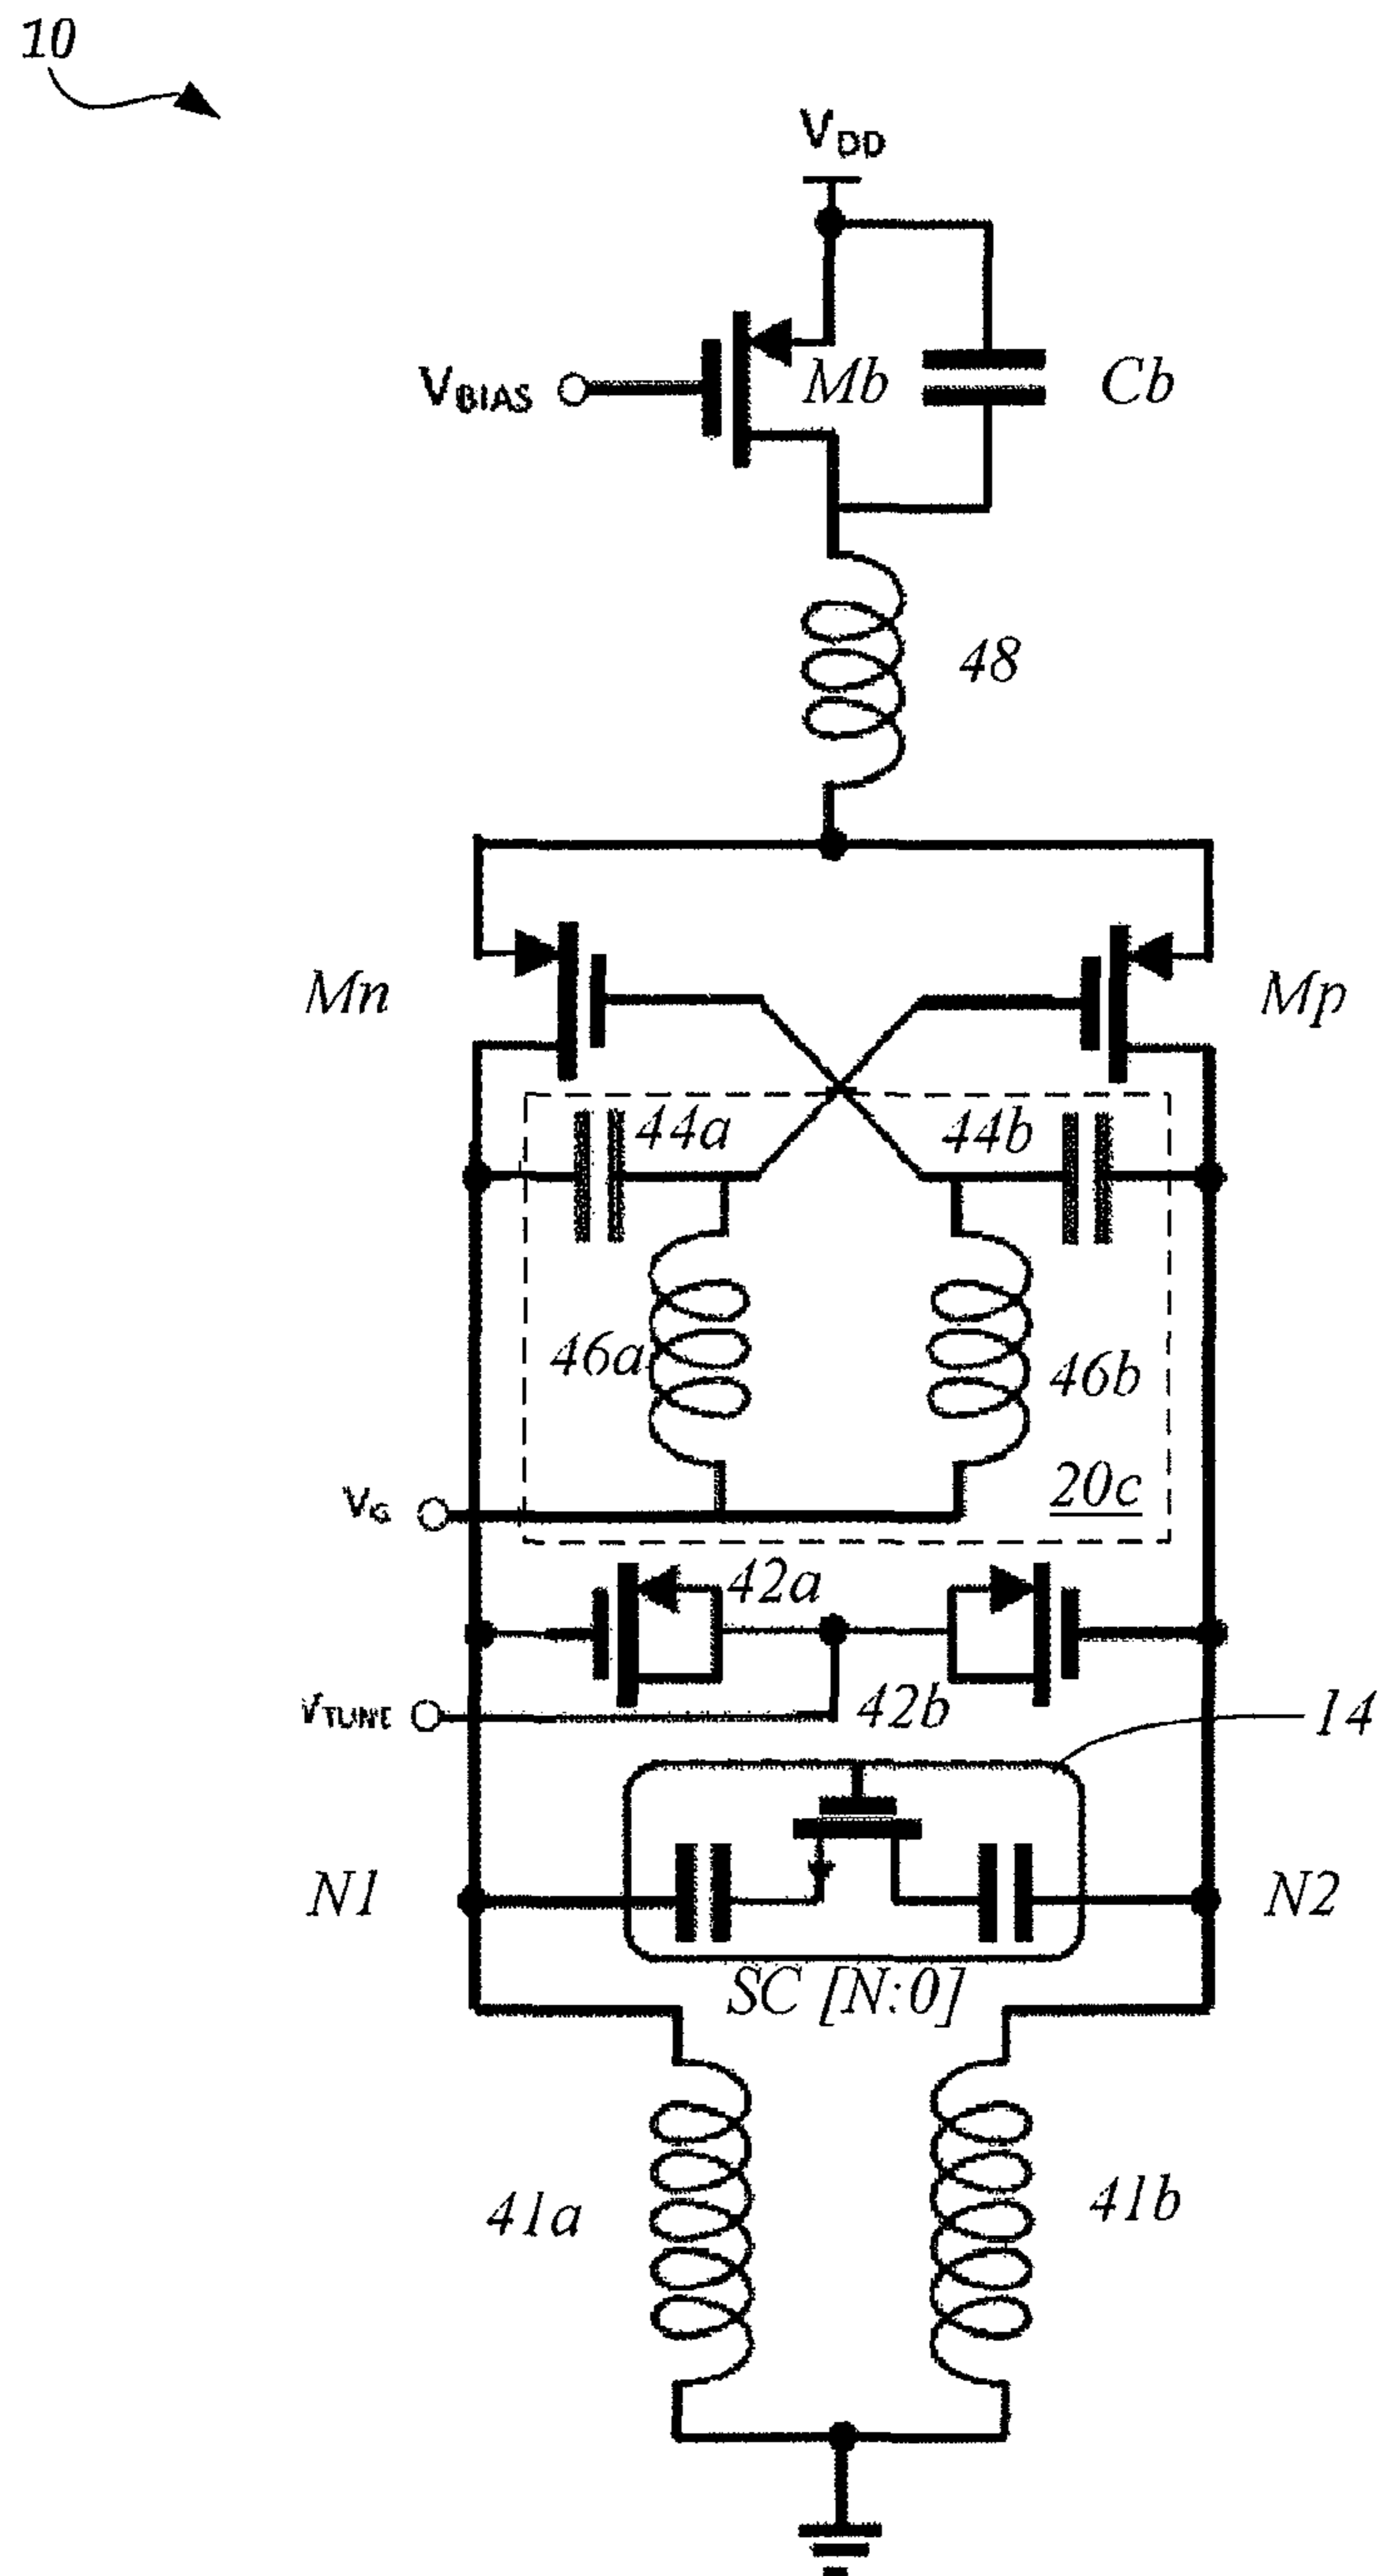 10
VDD
VBIAS
Mb
Cb
48
Mn
Mp
44a
44b
46a
46b
VG
20c
42a
VTUNE
42b
14
N1
N2
SC [N:0]
41a
41b